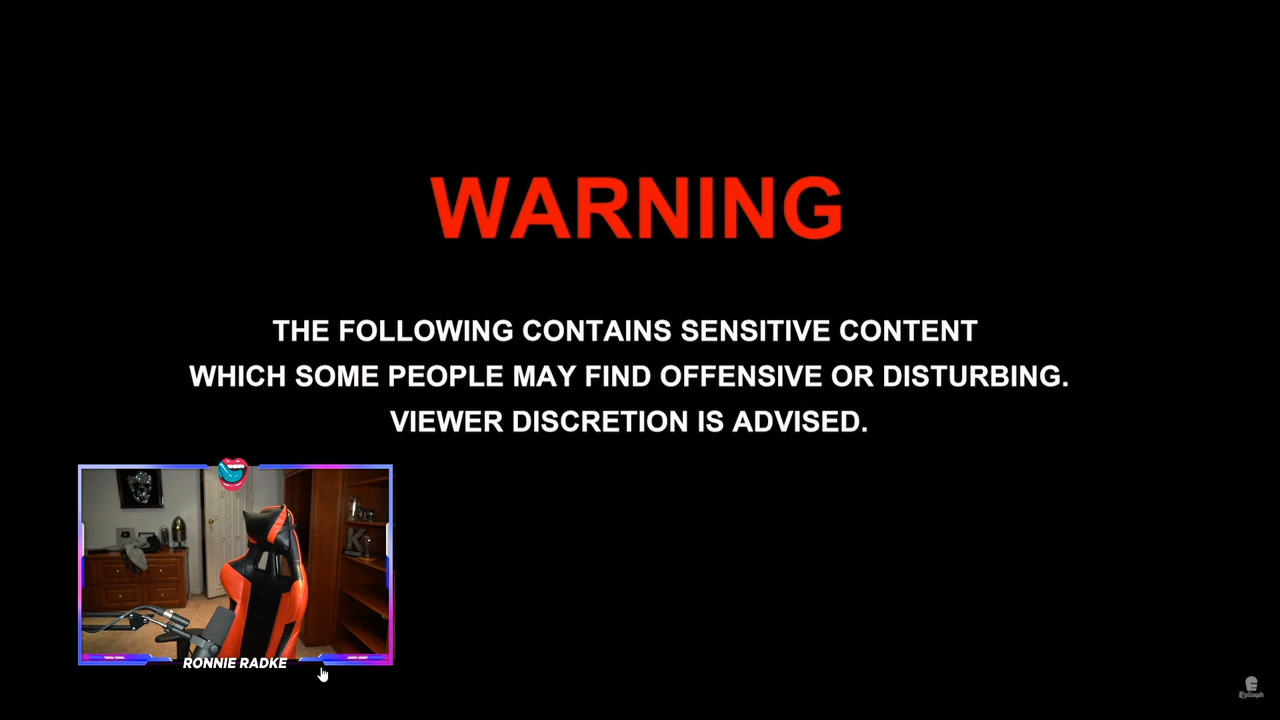 WARNING
THE FOLLOWING CONTAINS SENSITIVE CONTENT
WHICH SOME PEOPLE MAY FIND OFFENSIVE OR DISTURBING.
VIEWER DISCRETION IS ADVISED.
K
RONNIE RADKE
Epitaph